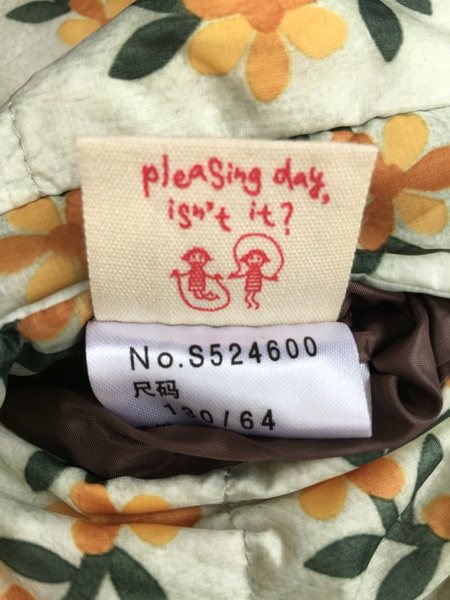 pleasing day,
isn't it?
No.S524600
尺码
130/64